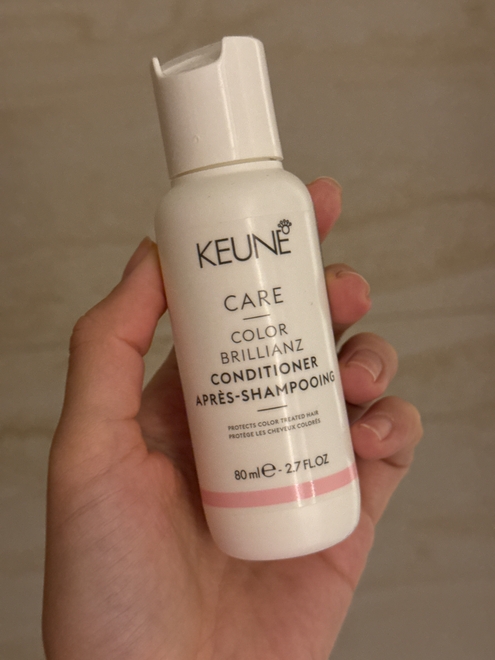 KEUNE
CARE
COLOR
BRILLIANZ
CONDITIONER
APRÈS-SHAMPOOING
PROTECTS COLOR TREATED HAIR
PROTÈGE LES CHEVEUX COLORÉS
80 ml ℮ - 2.7 FL.OZ